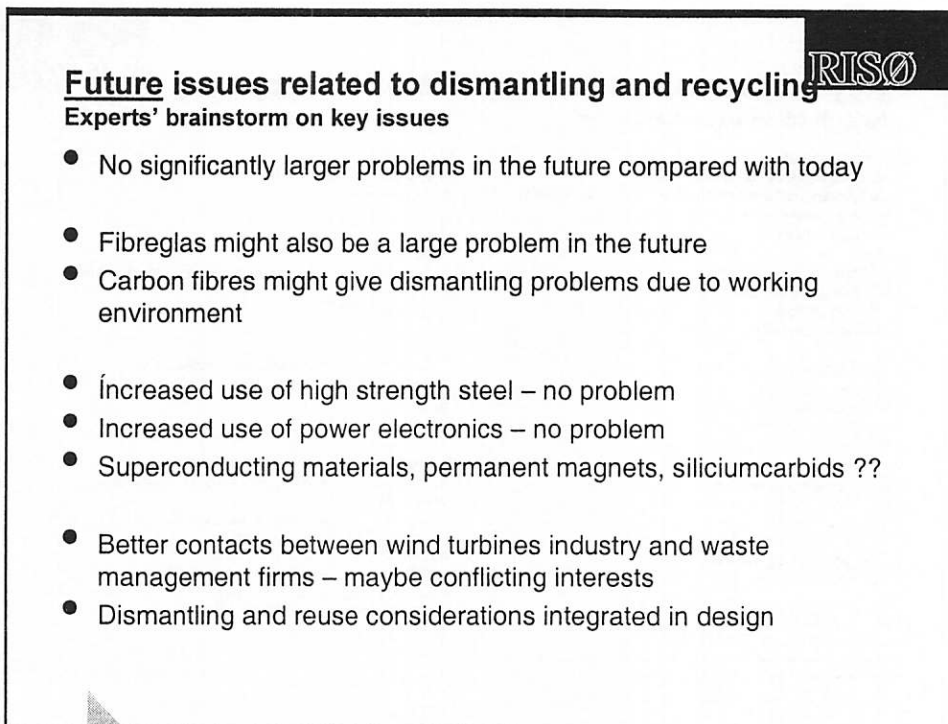 RISØ
Future issues related to dismantling and recycling
Experts' brainstorm on key issues
• No significantly larger problems in the future compared with today
• Fibreglas might also be a large problem in the future
• Carbon fibres might give dismantling problems due to working
environment
• Íncreased use of high strength steel – no problem
• Increased use of power electronics – no problem
• Superconducting materials, permanent magnets, siliciumcarbids ??
• Better contacts between wind turbines industry and waste
management firms – maybe conflicting interests
• Dismantling and reuse considerations integrated in design